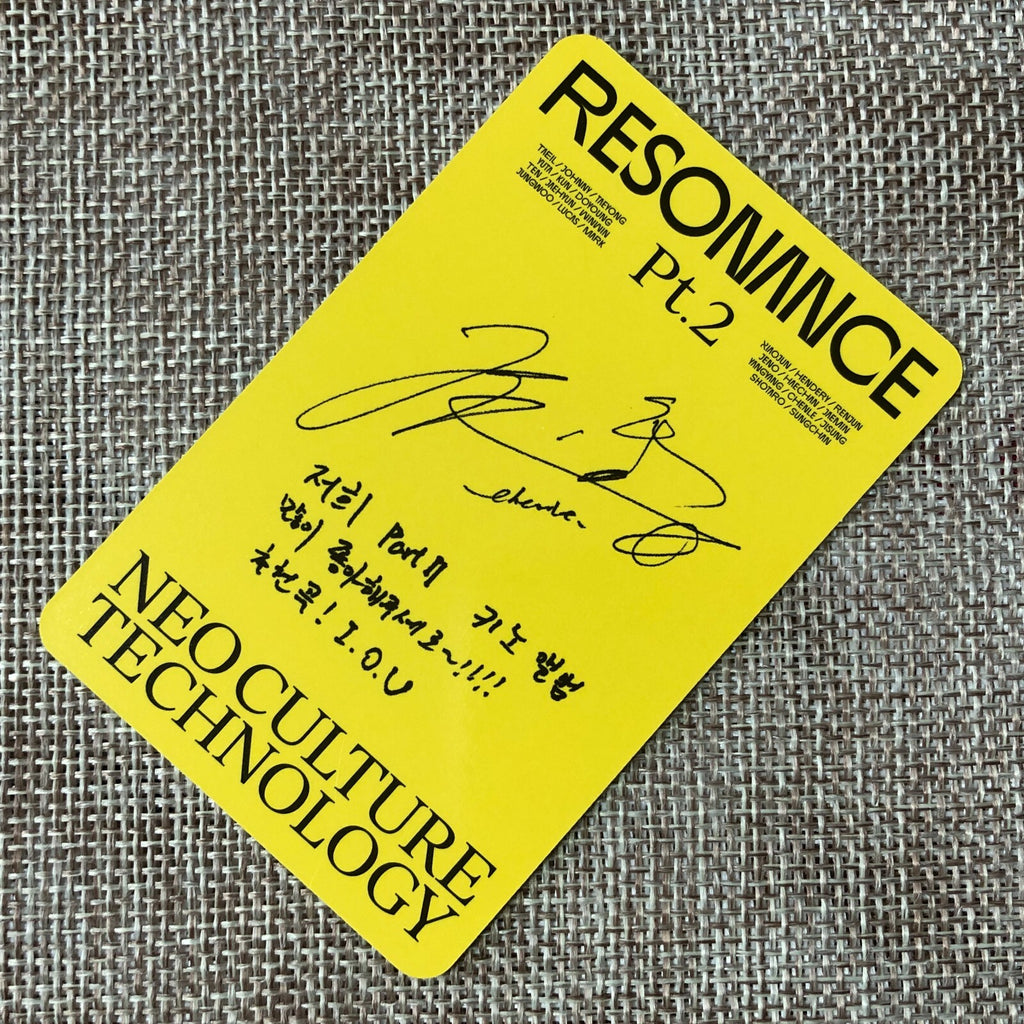 RESONANCE
TAEIL / JOHNNY / TAEYONG
YUTA / KUN / DOYOUNG
TEN / JAEHYUN / WINWIN
JUNGWOO / LUCAS / MARK
Pt.2
XIAOJUN / HENDERY / RENJUN
JENO / HAECHAN / JAEMIN
YANGYANG / CHENLE / JISUNG
SHOTARO / SUNGCHAN
chenle
저희 Part II 키노 앨범
많이 좋아해주세요~!!!!
추천곡! I.O.U
NEO CULTURE
TECHNOLOGY